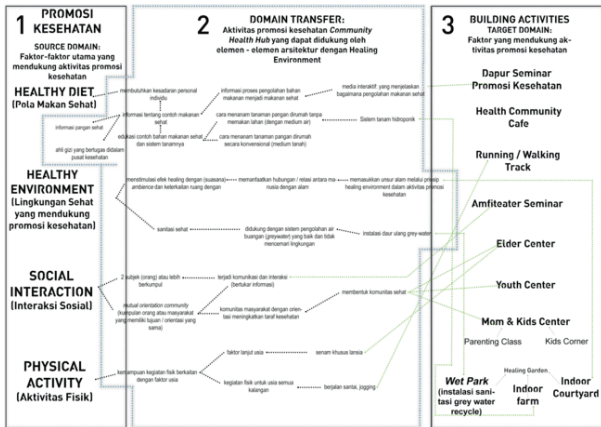 1 PROMOSI
KESEHATAN
SOURCE DOMAIN:
Faktor-faktor utama yang
mendukung aktivitas promosi
kesehatan
HEALTHY DIET
(Pola Makan Sehat)
HEALTHY
ENVIRONMENT
(Lingkungan Sehat
yang mendukung
promosi kesehatan)
SOCIAL
INTERACTION
(Interaksi Sosial)
PHYSICAL
ACTIVITY
(Aktivitas Fisik)
2 DOMAIN TRANSFER:
Aktivitas promosi kesehatan Community
Health Hub yang dapat didukung oleh
elemen - elemen arsitektur dengan Healing
Environment
membutuhkan kesadaran personal
individu
informasi tentang contoh makanan
sehat
informasi pangan sehat
edukasi contoh bahan makanan sehat
dan sistem tanamnya
ahli gizi yang bertugas didalam
pusat kesehatan
informasi proses pengolahan bahan
makanan menjadi makanan sehat
media interaktif yang menjelaskan
bagaimana pengolahan makanan sehat
cara menanam tanaman pangan dirumah tanpa
memakan lahan (dengan medium air)
Sistem tanam hidroponik
cara menanam tanaman pangan dirumah
secara konvensional (medium tanah)
menstimulasi efek healing dengan (suasana)
ambience dan keterkaitan ruang dengan
memanfaatkan hubungan / relasi antara ma-
nusia dengan alam
memasukkan unsur alam melalui prinsip
healing environment dalam aktivitas promosi
kesehatan
sanitasi sehat
didukung dengan sistem pengolahan air
buangan (greywater) yang baik dan tidak
mencemari lingkungan
instalasi daur ulang grey-water
2 subjek (orang) atau lebih
berkumpul
terjadi komunikasi dan interaksi
(bertukar informasi)
mutual orientation community
(kumpulan orang atau masyarakat
yang memiliki tujuan / orientasi yang
sama)
komunitas masyarakat dengan orien-
tasi meningkatkan taraf kesehatan
membentuk komunitas sehat
kemampuan kegiatan fisik berkaitan
dengan faktor usia
faktor lanjut usia
senam khusus lansia
kegiatan fisik untuk usia semua
kalangan
berjalan santai, jogging
3 BUILDING ACTIVITIES
TARGET DOMAIN:
Faktor yang mendukung ak-
tivitas promosi kesehatan
Dapur Seminar
Promosi Kesehatan
Health Community
Cafe
Running / Walking
Track
Amfiteater Seminar
Elder Center
Youth Center
Mom & Kids Center
Parenting Class Kids Corner
Healing Garden
Wet Park
(instalasi sani-
tasi grey water
recycle)
Indoor
farm
Indoor
Courtyard